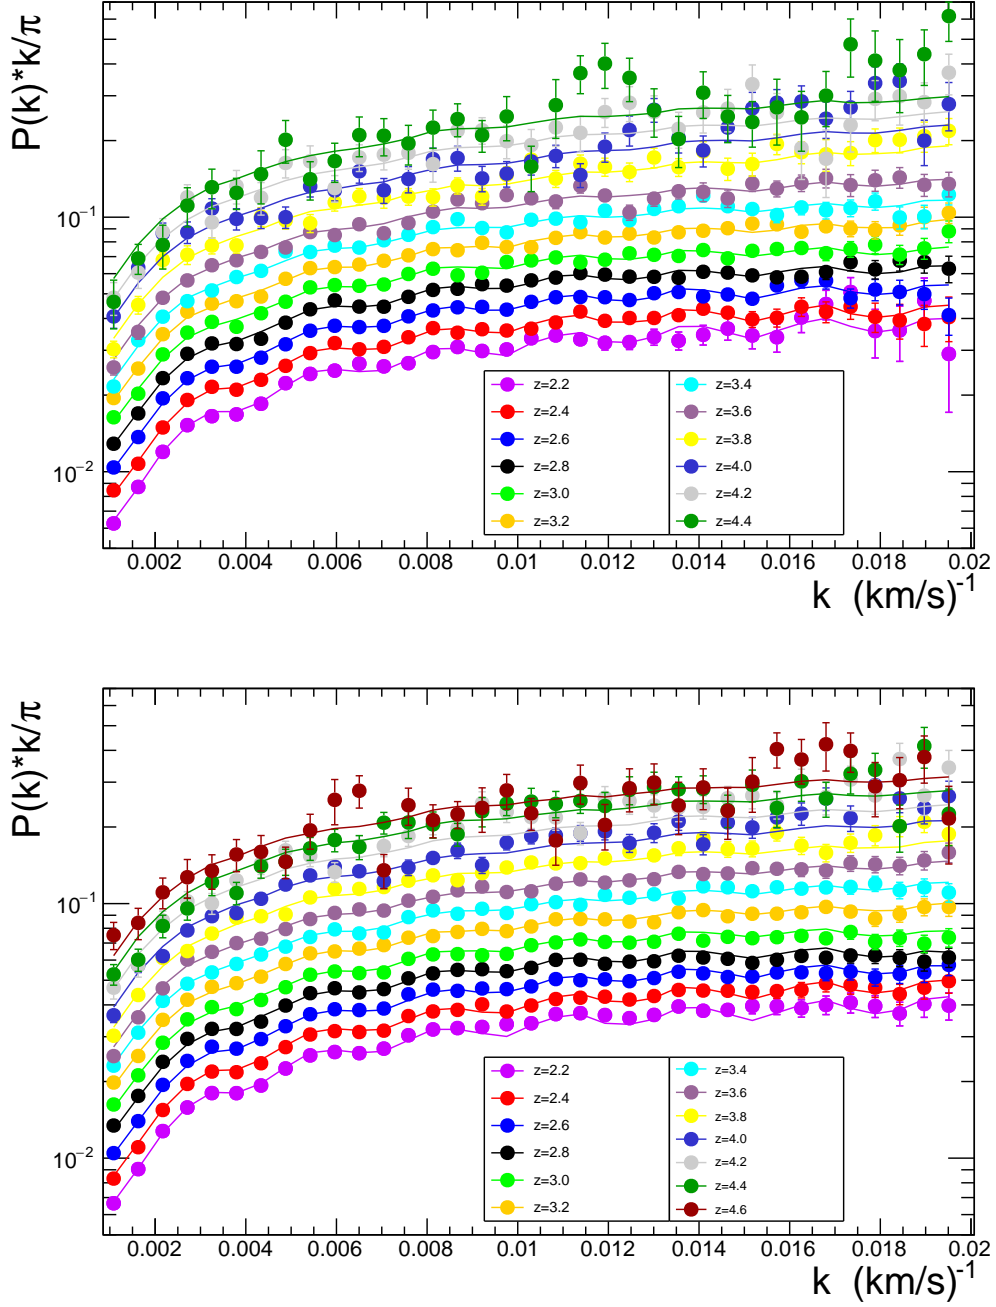 P(k)*k/π
10⁻¹
10⁻²
z=2.2
z=2.4
z=2.6
z=2.8
z=3.0
z=3.2
z=3.4
z=3.6
z=3.8
z=4.0
z=4.2
z=4.4
0.002 0.004 0.006 0.008 0.01 0.012 0.014 0.016 0.018 0.02
k (km/s)⁻¹
P(k)*k/π
10⁻¹
10⁻²
z=2.2
z=2.4
z=2.6
z=2.8
z=3.0
z=3.2
z=3.4
z=3.6
z=3.8
z=4.0
z=4.2
z=4.4
z=4.6
0.002 0.004 0.006 0.008 0.01 0.012 0.014 0.016 0.018 0.02
k (km/s)⁻¹